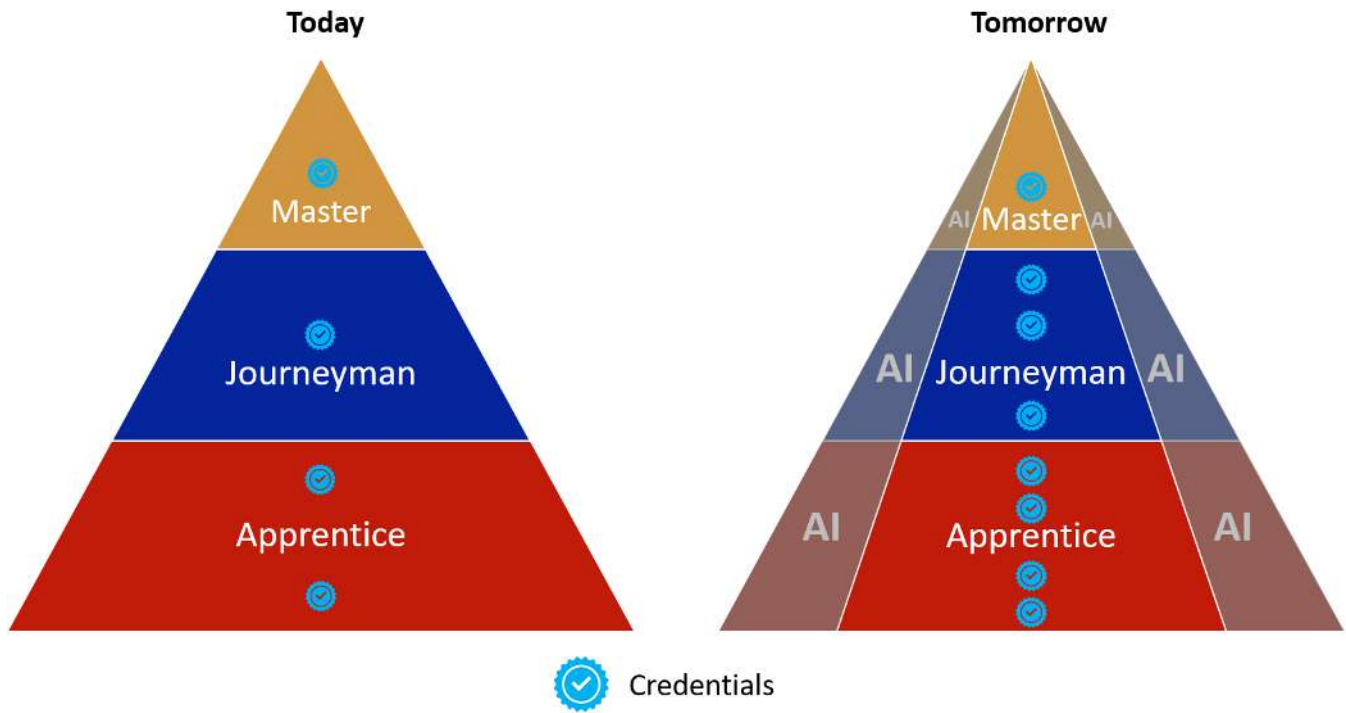 Today
Tomorrow
Master
Journeyman
Apprentice
AI Master AI
AI Journeyman AI
AI Apprentice AI
Credentials